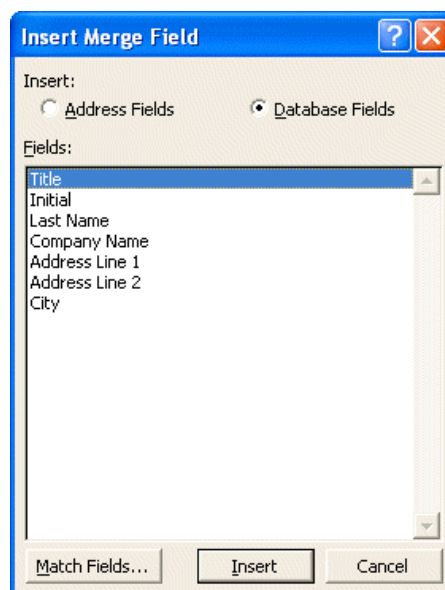 Insert Merge Field
Insert:
Address Fields Database Fields
Fields:
Title
Initial
Last Name
Company Name
Address Line 1
Address Line 2
City
Match Fields... Insert Cancel